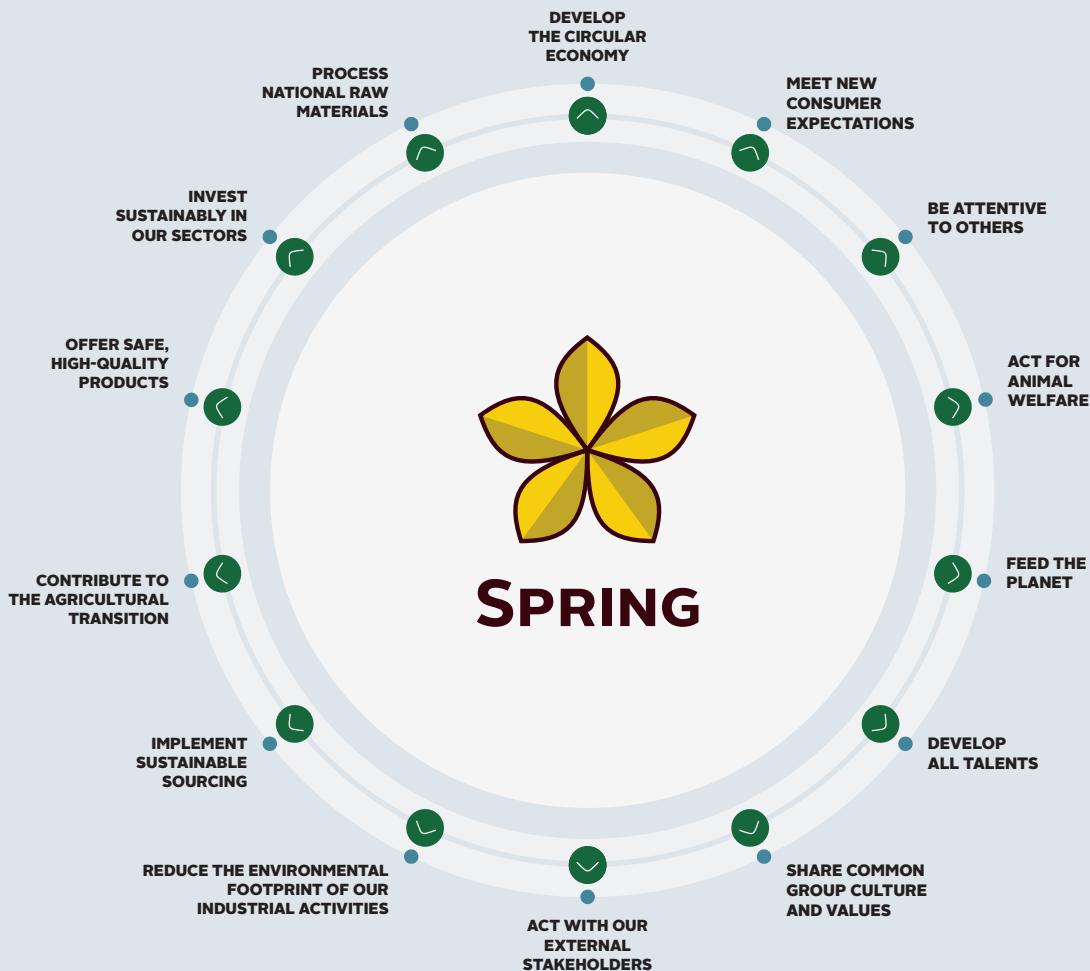 DEVELOP
THE CIRCULAR
ECONOMY
MEET NEW
CONSUMER
EXPECTATIONS
BE ATTENTIVE
TO OTHERS
ACT FOR
ANIMAL
WELFARE
FEED THE
PLANET
DEVELOP
ALL TALENTS
SHARE COMMON
GROUP CULTURE
AND VALUES
ACT WITH OUR
EXTERNAL
STAKEHOLDERS
REDUCE THE ENVIRONMENTAL
FOOTPRINT OF OUR
INDUSTRIAL ACTIVITIES
IMPLEMENT
SUSTAINABLE
SOURCING
CONTRIBUTE TO
THE AGRICULTURAL
TRANSITION
OFFER SAFE,
HIGH-QUALITY
PRODUCTS
INVEST
SUSTAINABLY IN
OUR SECTORS
PROCESS
NATIONAL RAW
MATERIALS
SPRING